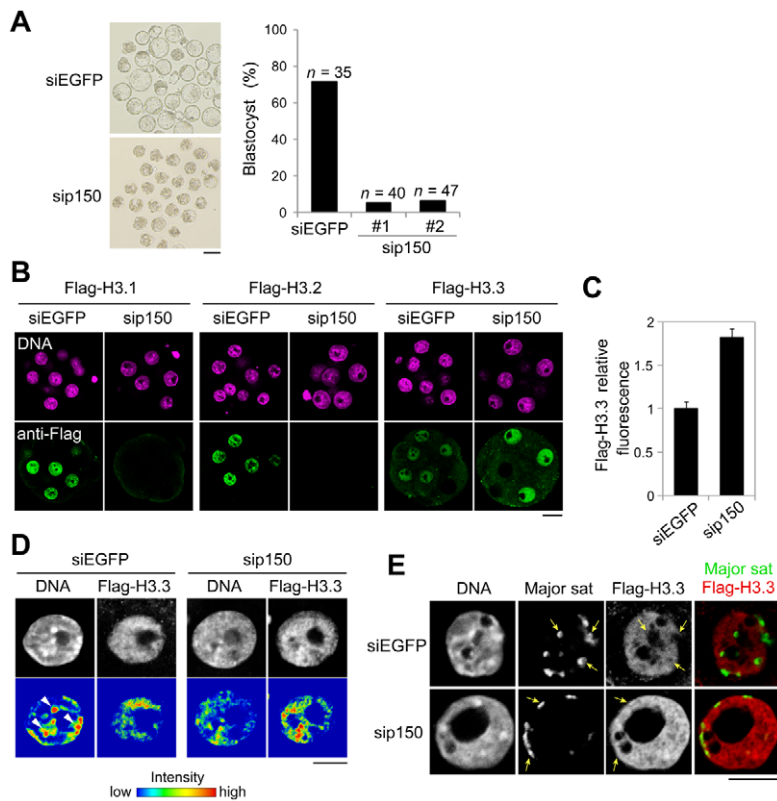 A
siEGFP
sip150
Blastocyst (%)
100
80
60
40
20
0
n = 35
n = 40
n = 47
siEGFP
#1
#2
sip150
B
Flag-H3.1
Flag-H3.2
Flag-H3.3
siEGFP
sip150
siEGFP
sip150
siEGFP
sip150
DNA
anti-Flag
C
Flag-H3.3 relative
fluorescence
2
1.5
1
0.5
0
siEGFP
sip150
D
siEGFP
sip150
DNA
Flag-H3.3
DNA
Flag-H3.3
Intensity
low
high
E
DNA
Major sat
Flag-H3.3
Major sat
Flag-H3.3
siEGFP
sip150